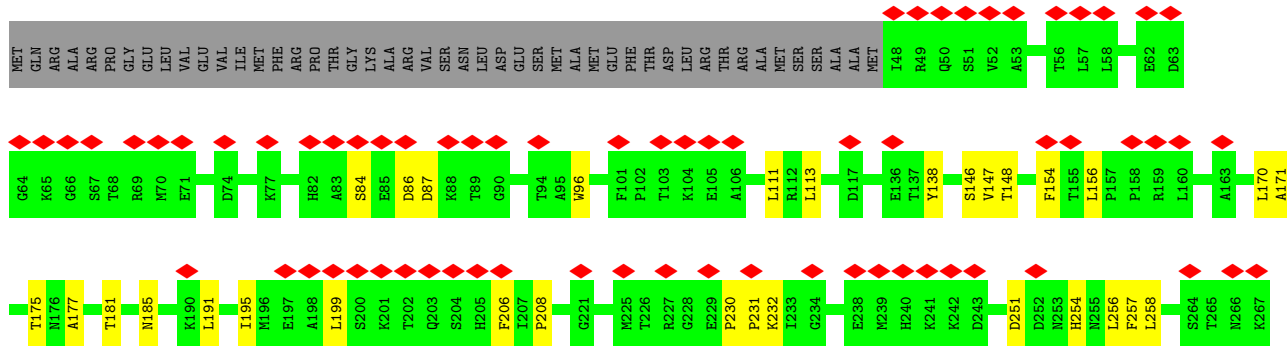 MET GLN ARG ALA ARG PRO GLY GLU LEU VAL GLU VAL ILE MET PHE ARG PRO THR GLY LYS ALA ARG VAL SER ASN LEU ASP GLU SER MET ALA MET GLU PHE THR ASP LEU ARG THR ARG ALA MET SER SER ALA ALA MET I48 R49 Q50 S51 V52 A53 T56 L57 L58 E62 D63
G64 K65 G66 S67 T68 R69 M70 E71 D74 K77 H82 A83 S84 E85 D86 D87 K88 T89 G90 T94 A95 W96 F101 P102 T103 K104 E105 A106 L111 R112 L113 D117 E136 T137 Y138 S146 V147 T148 F154 T155 L156 P157 P158 R159 L160 A163 L170 A171
T175 N176 A177 T181 N185 K190 L191 I195 M196 E197 A198 L199 S200 K201 T202 Q203 S204 H205 F206 I207 P208 G221 M225 T226 R227 G228 E229 P230 P231 K232 I233 G234 E238 M239 H240 K241 K242 D243 D251 D252 N253 H254 N255 L256 F257 L258 S264 T265 N266 K267